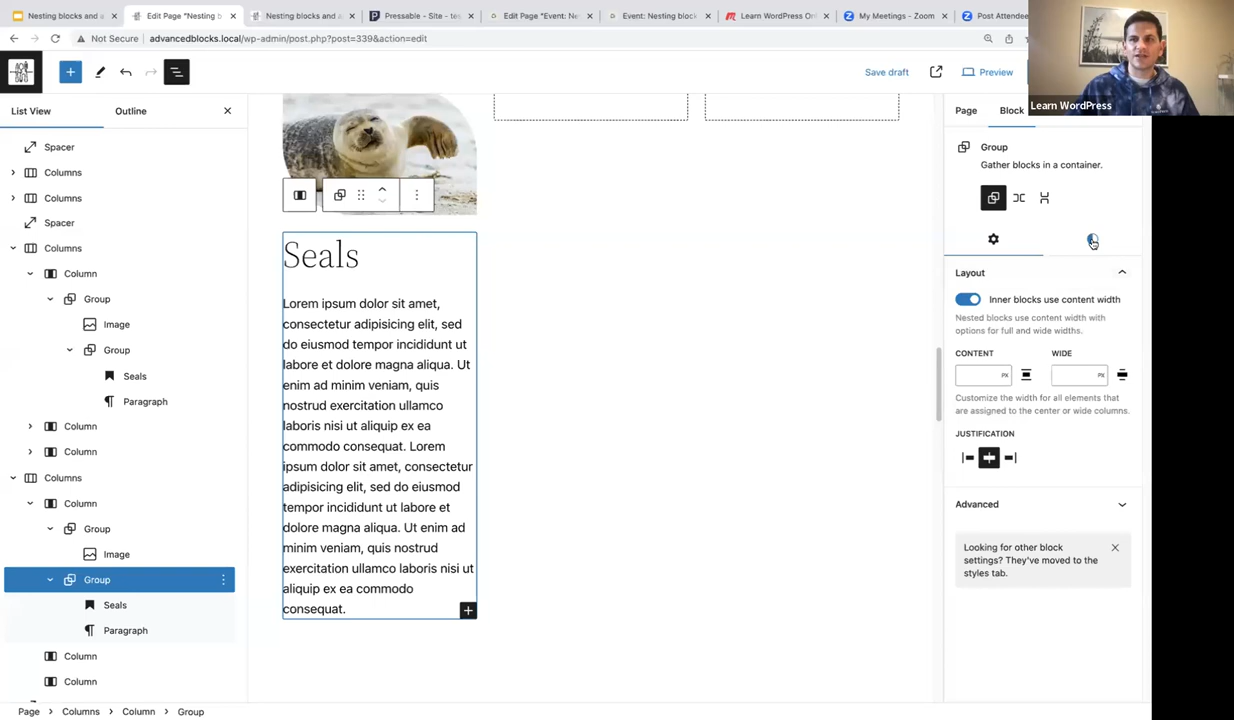 Slides: Nesting blocks a
Edit Page "Nesting b
Nesting blocks and a
Pressable - Site - te
Edit Page "Event: Ne
Event: Nesting block
Learn WordPress On
My Meetings - Zoom
Post Attendee
Not Secure
advancedblocks.local/wp-admin/post.php?post=339&action=edit
Save draft
Preview
Learn WordPress
List View
Outline
Page
Block
Spacer
Columns
Columns
Spacer
Columns
Column
Group
Image
Group
Seals
Paragraph
Column
Column
Columns
Column
Group
Image
Group
Seals
Paragraph
Column
Column
Seals
Lorem ipsum dolor sit amet,
consectetur adipisicing elit, sed
do eiusmod tempor incididunt ut
labore et dolore magna aliqua. Ut
enim ad minim veniam, quis
nostrud exercitation ullamco
laboris nisi ut aliquip ex ea
commodo consequat. Lorem
ipsum dolor sit amet, consectetur
adipisicing elit, sed do eiusmod
tempor incididunt ut labore et
dolore magna aliqua. Ut enim ad
minim veniam, quis nostrud
exercitation ullamco laboris nisi ut
aliquip ex ea commodo
consequat.
Group
Gather blocks in a container.
Layout
Inner blocks use content width
Nested blocks use content width with
options for full and wide widths.
CONTENT
WIDE
PX
PX
Customize the width for all elements that
are assigned to the center or wide columns.
JUSTIFICATION
Advanced
Looking for other block
settings? They've moved to the
styles tab.
Page › Columns › Column › Group